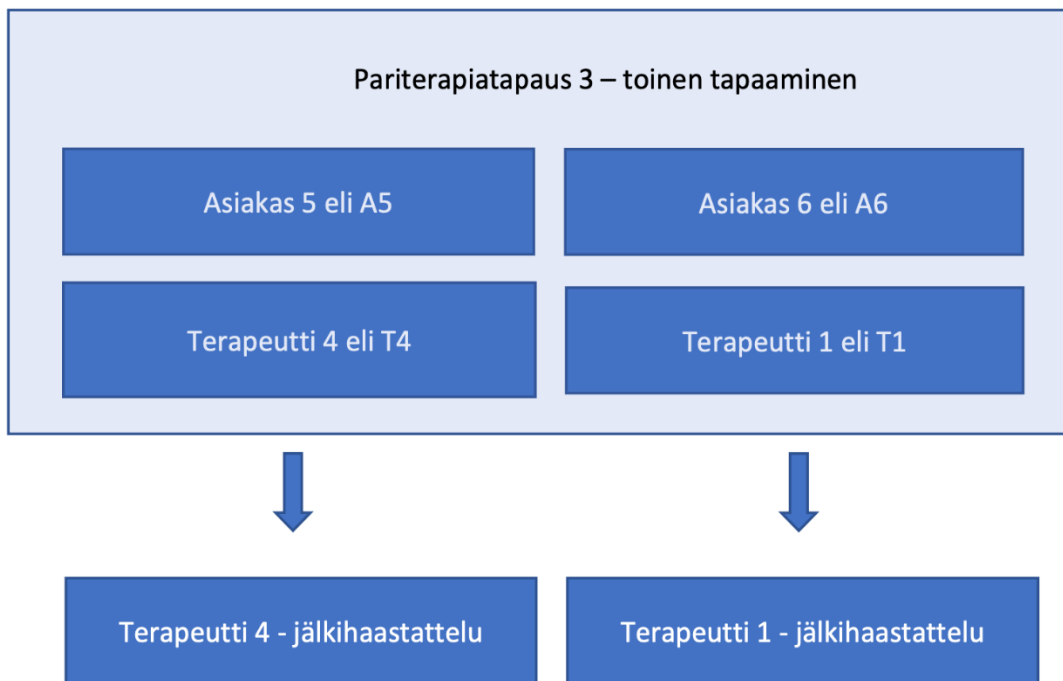 Pariterapiatapaus 3 – toinen tapaaminen
Asiakas 5 eli A5
Asiakas 6 eli A6
Terapeutti 4 eli T4
Terapeutti 1 eli T1
Terapeutti 4 - jälkihaastattelu
Terapeutti 1 - jälkihaastattelu